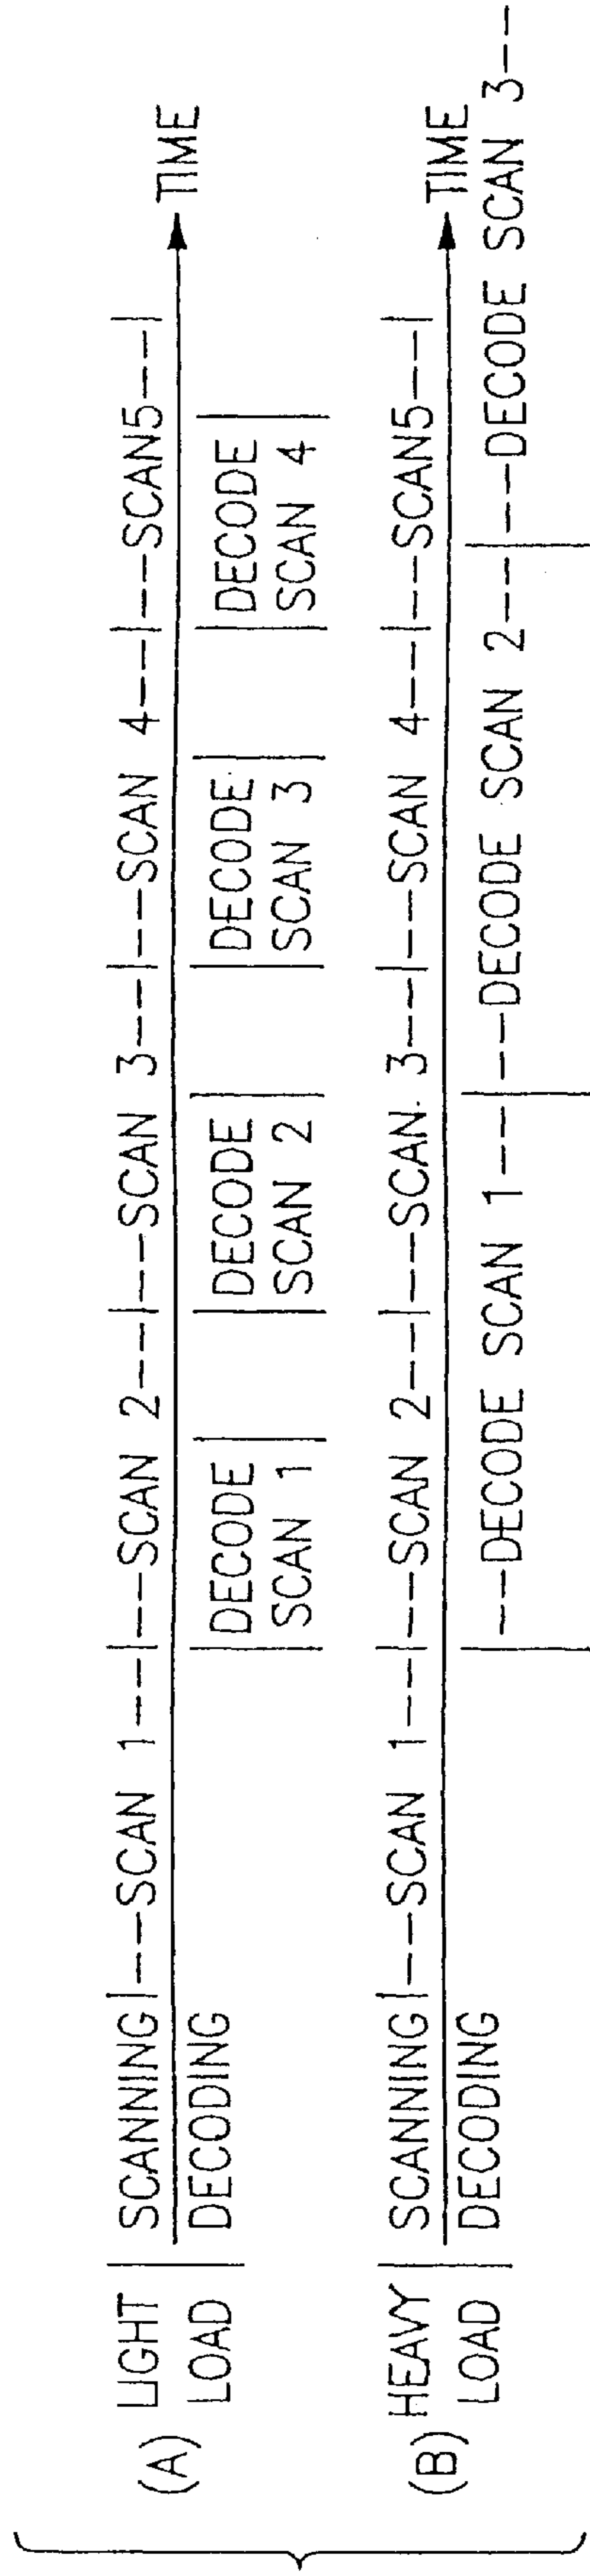 (A) LIGHT LOAD | SCANNING|---SCAN 1---|---SCAN 2---|---SCAN 3---|---SCAN 4---|---SCAN5---| TIME
DECODING |DECODE SCAN 1| |DECODE SCAN 2| |DECODE SCAN 3| |DECODE SCAN 4|
(B) HEAVY LOAD | SCANNING|---SCAN 1---|---SCAN 2---|---SCAN 3---|---SCAN 4---|---SCAN5---| TIME
DECODING |---DECODE SCAN 1---|---DECODE SCAN 2---|---DECODE SCAN 3--